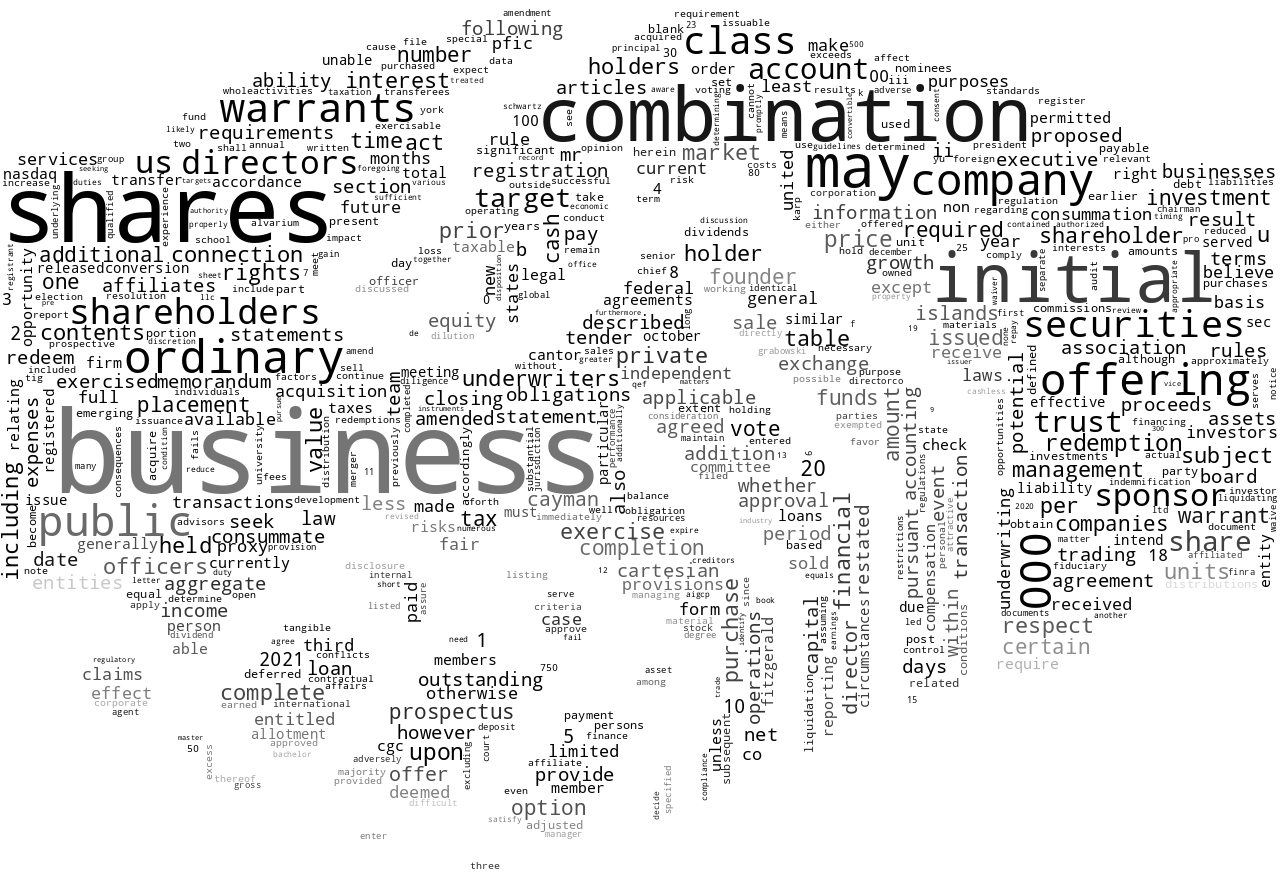 amendment
requirement
following
issuable
blank
23
class
cause
file
special
pfic
acquired
make
500
number
principal
30
exceeds
unable
purchased
expect
data
holders
order
account
affect
nominees
ability
interest
treated
articles
aware
set
voting
cannot
least
results
k
adverse
00
iii
purposes
wholeactivities
taxation
transferees
standards
warrants
york
schwartz
100
see
combination
determining
promptly
means
convertible
consent
used
register
permitted
proposed
fund
exercisable
likely
requirements
time
act
rule
two
shall
annual
written
significant
mr
opinion
herein
market
costs
80
use
guidelines
determined
president
ii
payable
services
group
us
directors
months
registration
record
current
united
may
yu
foreign
executive
relevant
nasdaq
seeking
foregoing
total
outside
successful
risk
company
right
businesses
increase
duties
transfer
targets
accordance
section
various
target
take
4
karp
corporation
regulation
debt
liabilities
shares
underlying
qualified
experience
authority
sufficient
future
economic
term
information
non
regarding
earlier
investment
properly
alvarium
present
operating
conduct
either
offered
required
contained
authorized
consummation
timing
result
school
impact
prior
years
cash
pay
discussion
dividends
price
unit
year
shareholder
pro
reduced
u
registrant
additional
connection
gain
loss
taxable
b
remain
senior
holder
hold
december
25
comply
interests
served
opportunity
released
conversion
sheet
rights
7
meet
day
together
new
disposition
states
legal
office
chief
8
founder
growth
initial
separate
audit
amounts
appropriate
terms
believe
one
affiliates
include
part
officer
discussed
global
federal
working
identical
except
owned
property
waiver
purchases
3
election
resolution
llc
agreements
general
basis
pre
report
shareholders
equity
furthermore
long
islands
first
commissions
review
2
contents
portion
statements
de
dilution
described
october
sale
similar
f
19
materials
none
repay
securities
sec
prospective
discretion
tender
directly
table
necessary
issued
redeem
firm
ordinary
amend
cantor
sales
private
grabowski
exchange
receive
association
rules
included
sell
meeting
without
greater
independent
possible
purpose
issuer
although
approximately
tig
exercised
memorandum
factors
continue
team
diligence
underwriters
qef
matters
director
co
laws
offering
vice
full
individuals
acquisition
closing
obligations
applicable
funds
cashless
potential
defined
serves
notice
emerging
placement
pursue
taxes
completed
instruments
consideration
extent
holding
amount
effective
proceeds
relating
expenses
registered
issuance
available
value
redemptions
amended
statement
particular
performance
additionally
agreed
vote
parties
exempted
9
trust
financing
300
assets
business
many
consequences
acquire
condition
fails
reduce
university
fees
distribution
merger
11
previously
accordingly
substantial
jurisdiction
maintain
addition
entered
13
6
favor
state
check
redemption
investors
opportunities
investments
actual
subject
including
committee
20
regulations
management
party
board
filed
whether
accounting
liability
indemnification
issue
transactions
development
less
made
mforth
cayman
also
balance
approval
event
transaction
sponsor
investor
liquidating
become
public
advisors
seek
law
revised
must
well
obligation
loans
personal
attractive
2020
per
ltd
warrant
waive
risks
numerous
tax
immediately
resources
industry
period
obtain
companies
document
generally
held
consummate
proxy
provision
fair
exercise
expire
based
restrictions
pursuant
matter
intend
share
date
officers
currently
completion
creditors
sold
compensation
underwriting
trading
18
affiliated
note
duty
disclosure
12
cartesian
fiduciary
units
finra
entity
entities
letter
aggregate
internal
listing
provisions
equals
financial
restated
within
000
agreement
distributions
equal
determine
open
short
paid
assure
serve
managing
aigcp
since
book
due
documents
received
apply
income
listed
criteria
form
material
purchase
capital
assuming
led
another
person
tangible
case
stock
identify
earnings
post
respect
dividend
able
agree
third
need
1
approve
fail
degree
operations
fitzgerald
director
circumstances
control
conditions
certain
regulatory
2021
conflicts
members
days
require
claims
deferred
loan
contractual
750
asset
trade
liquidation
reporting
related
effect
complete
affairs
outstanding
among
15
corporate
earned
international
otherwise
agent
entitled
prospectus
10
allotment
however
deposit
payment
persons
net
master
approved
cgc
court
5
finance
unless
subsequent
co
50
bachelor
adversely
upon
excluding
limited
excess
majority
offer
affiliate
provide
thereof
provided
gross
deemed
even
member
compliance
difficult
option
decide
specified
satisfy
adjusted
enter
manager
three